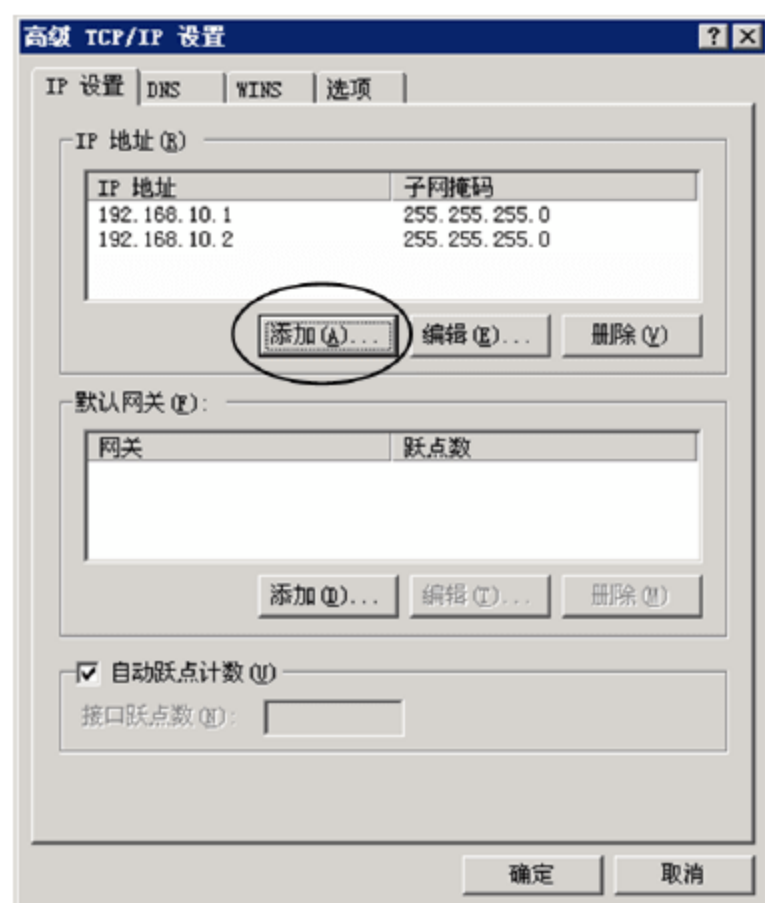 高级 TCP/IP 设置
IP 设置 DNS WINS 选项
IP 地址(R)
IP 地址 子网掩码
192.168.10.1 255.255.255.0
192.168.10.2 255.255.255.0
添加(A)... 编辑(E)... 删除(V)
默认网关(F):
网关 跃点数
添加(D)... 编辑(T)... 删除(M)
自动跃点计数(U)
接口跃点数(N):
确定 取消